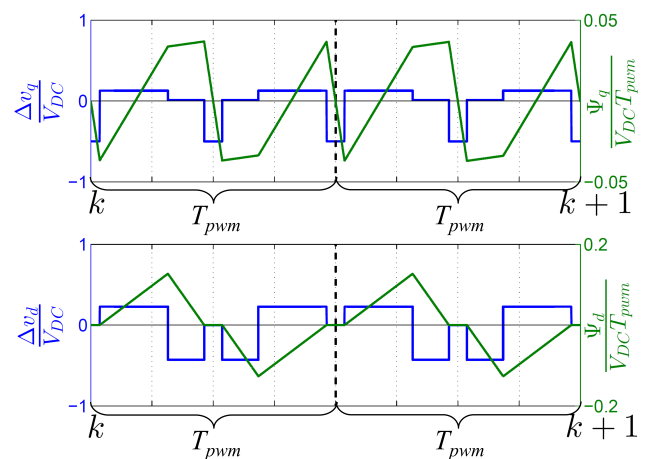 1
0.05
Δv_q
V_DC
0
Ψ_q
V_DC T_pwm
−1
−0.05
k
T_pwm
T_pwm
k + 1
1
0.2
Δv_d
V_DC
0
Ψ_d
V_DC T_pwm
−1
−0.2
k
T_pwm
T_pwm
k + 1